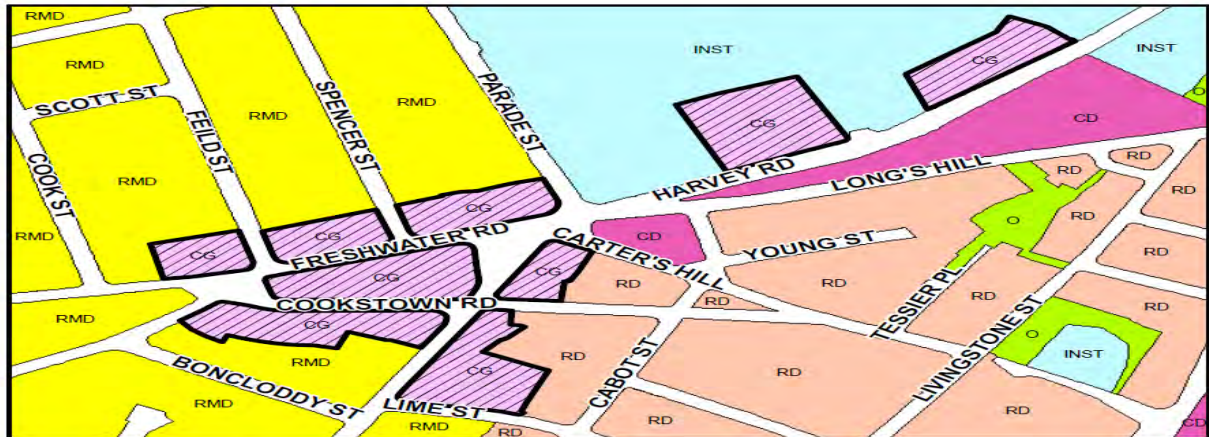 RMD
RMD
SCOTT ST
COOK ST
RMD
RMD
FEILD ST
RMD
SPENCER ST
RMD
PARADE ST
INST
INST
CG
CG
CD
O
HARVEY RD
LONG'S HILL
RD
RD
RD
RD
O
CG
CG
CG
FRESHWATER RD
CG
COOKSTOWN RD
CG
CD
CARTER'S HILL
YOUNG ST
RD
RD
RD
RD
TESSIER PL
LIVINGSTONE ST
RD
O
INST
RMD
CG
RMD
BONCLODDY ST
RMD
LIME ST
RMD
CG
RD
CABOT ST
RD
RD
RD
RD
RD
CD